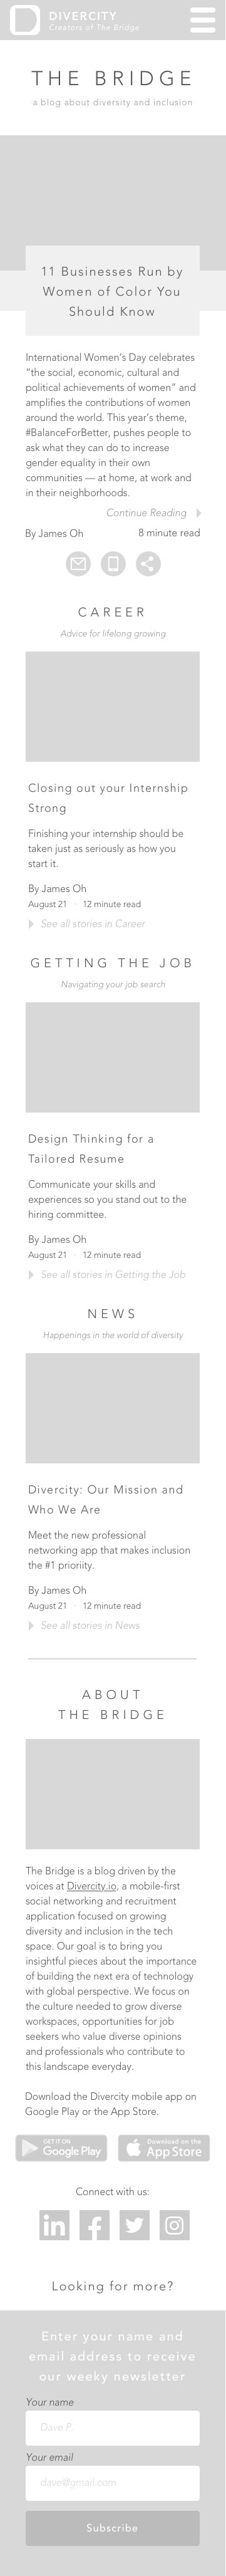 DIVERCITY
Creators of The Bridge
THE BRIDGE
a blog about diversity and inclusion
11 Businesses Run by
Women of Color You
Should Know
International Women's Day celebrates
"the social, economic, cultural and
political achievements of women" and
amplifies the contributions of women
around the world. This year's theme,
#BalanceForBetter, pushes people to
ask what they can do to increase
gender equality in their own
communities — at home, at work and
in their neighborhoods.
Continue Reading
By James Oh 8 minute read
CAREER
Advice for lifelong growing
Closing out your Internship
Strong
Finishing your internship should be
taken just as seriously as how you
start it.
By James Oh
August 21 · 12 minute read
See all stories in Career
GETTING THE JOB
Navigating your job search
Design Thinking for a
Tailored Resume
Communicate your skills and
experiences so you stand out to the
hiring committee.
By James Oh
August 21 · 12 minute read
See all stories in Getting the Job
NEWS
Happenings in the world of diversity
Divercity: Our Mission and
Who We Are
Meet the new professional
networking app that makes inclusion
the #1 prioriity.
By James Oh
August 21 · 12 minute read
See all stories in News
ABOUT
THE BRIDGE
The Bridge is a blog driven by the
voices at Divercity.io, a mobile-first
social networking and recruitment
application focused on growing
diversity and inclusion in the tech
space. Our goal is to bring you
insightful pieces about the importance
of building the next era of technology
with global perspective. We focus on
the culture needed to grow diverse
workspaces, opportunities for job
seekers who value diverse opinions
and professionals who contribute to
this landscape everyday.
Download the Divercity mobile app on
Google Play or the App Store.
GET IT ON
Google Play
Download on the
App Store
Connect with us:
Looking for more?
Enter your name and
email address to receive
our weeky newsletter
Your name
Dave P.
Your email
dave@gmail.com
Subscribe